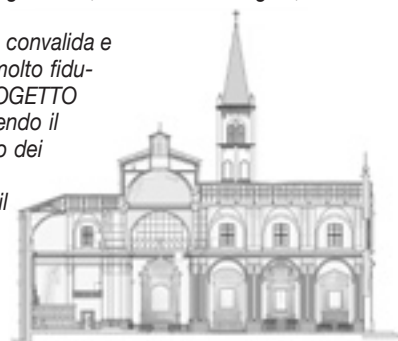 convalida e
molto fidu-
OGETTO
endo il
o dei
il